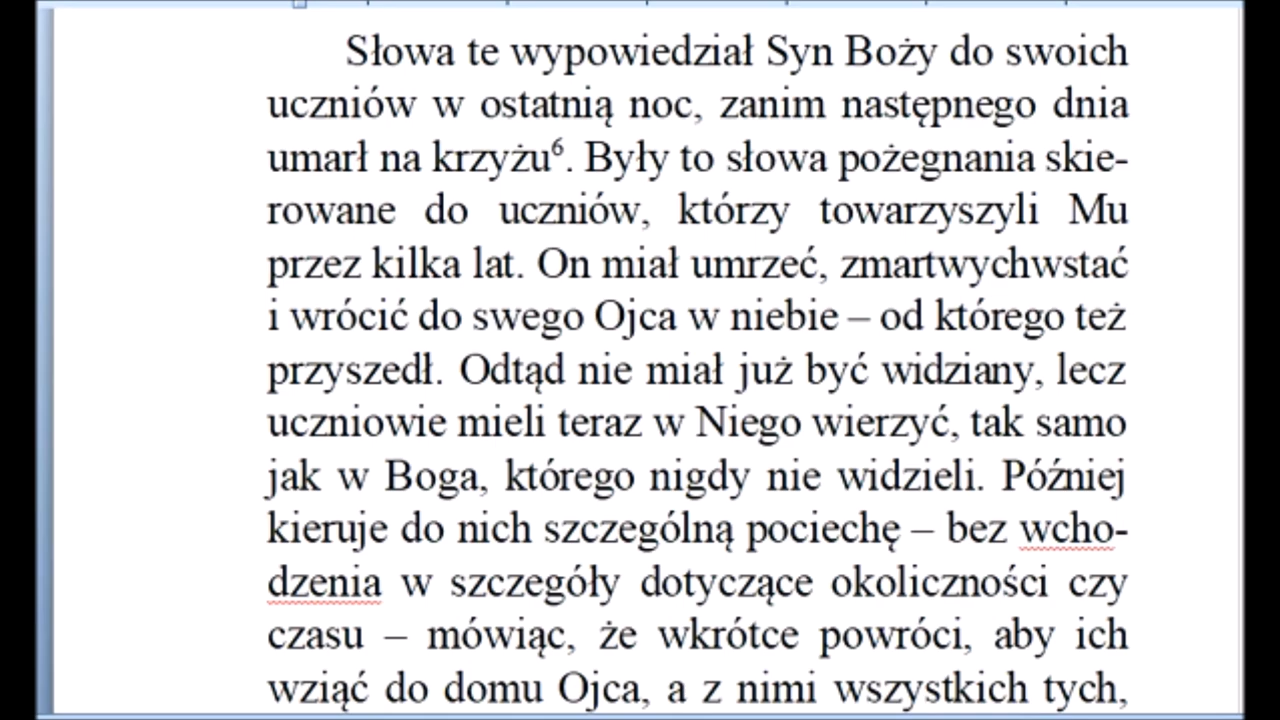 Słowa te wypowiedział Syn Boży do swoich
uczniów w ostatnią noc, zanim następnego dnia
umarł na krzyżu⁶. Były to słowa pożegnania skie-
rowane do uczniów, którzy towarzyszyli Mu
przez kilka lat. On miał umrzeć, zmartwychwstać
i wrócić do swego Ojca w niebie – od którego też
przyszedł. Odtąd nie miał już być widziany, lecz
uczniowie mieli teraz w Niego wierzyć, tak samo
jak w Boga, którego nigdy nie widzieli. Później
kieruje do nich szczególną pociechę – bez wcho-
dzenia w szczegóły dotyczące okoliczności czy
czasu – mówiąc, że wkrótce powróci, aby ich
wziąć do domu Ojca, a z nimi wszystkich tych,